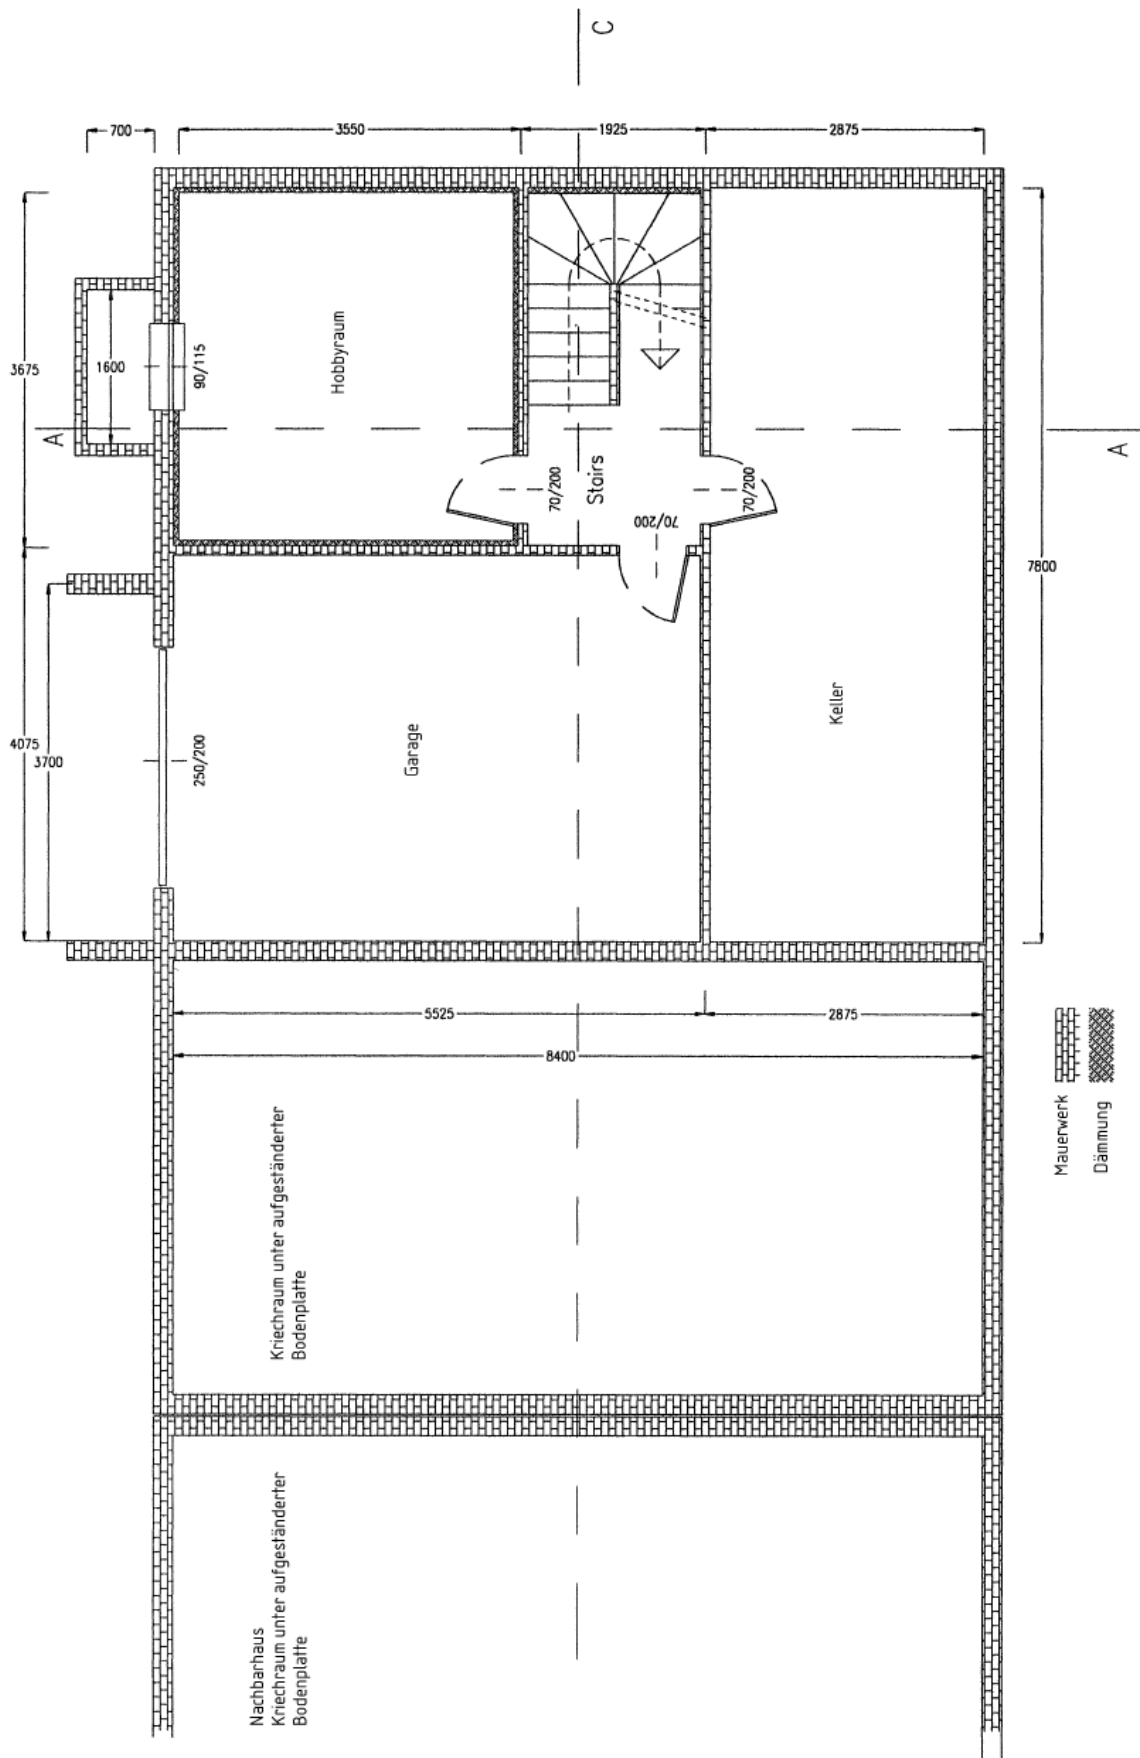 C
700
3550
1925
2875
3675
1600
90/115
Hobbyraum
A
A
70/200
Stairs
70/200
70/200
7800
4075
3700
250/200
Garage
Keller
5525
2875
8400
Kriechraum unter aufgeständerter
Bodenplatte
Mauerwerk
Dämmung
Nachbarhaus
Kriechraum unter aufgeständerter
Bodenplatte